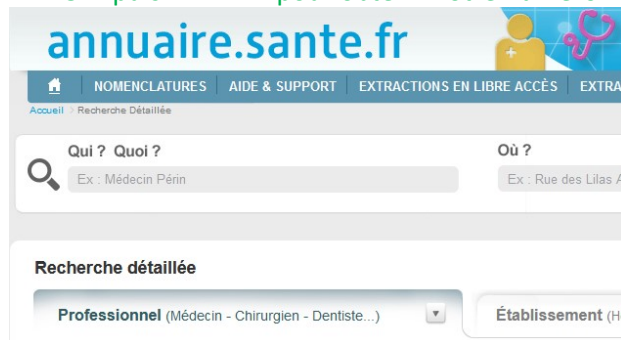 annuaire.sante.fr
NOMENCLATURES AIDE & SUPPORT EXTRACTIONS EN LIBRE ACCÈS EXTRA
Accueil > Recherche Détaillée
Qui ? Quoi ? Où ?
Ex : Médecin Périn Ex : Rue des Lilas A
Recherche détaillée
Professionnel (Médecin - Chirurgien - Dentiste...) Établissement (H